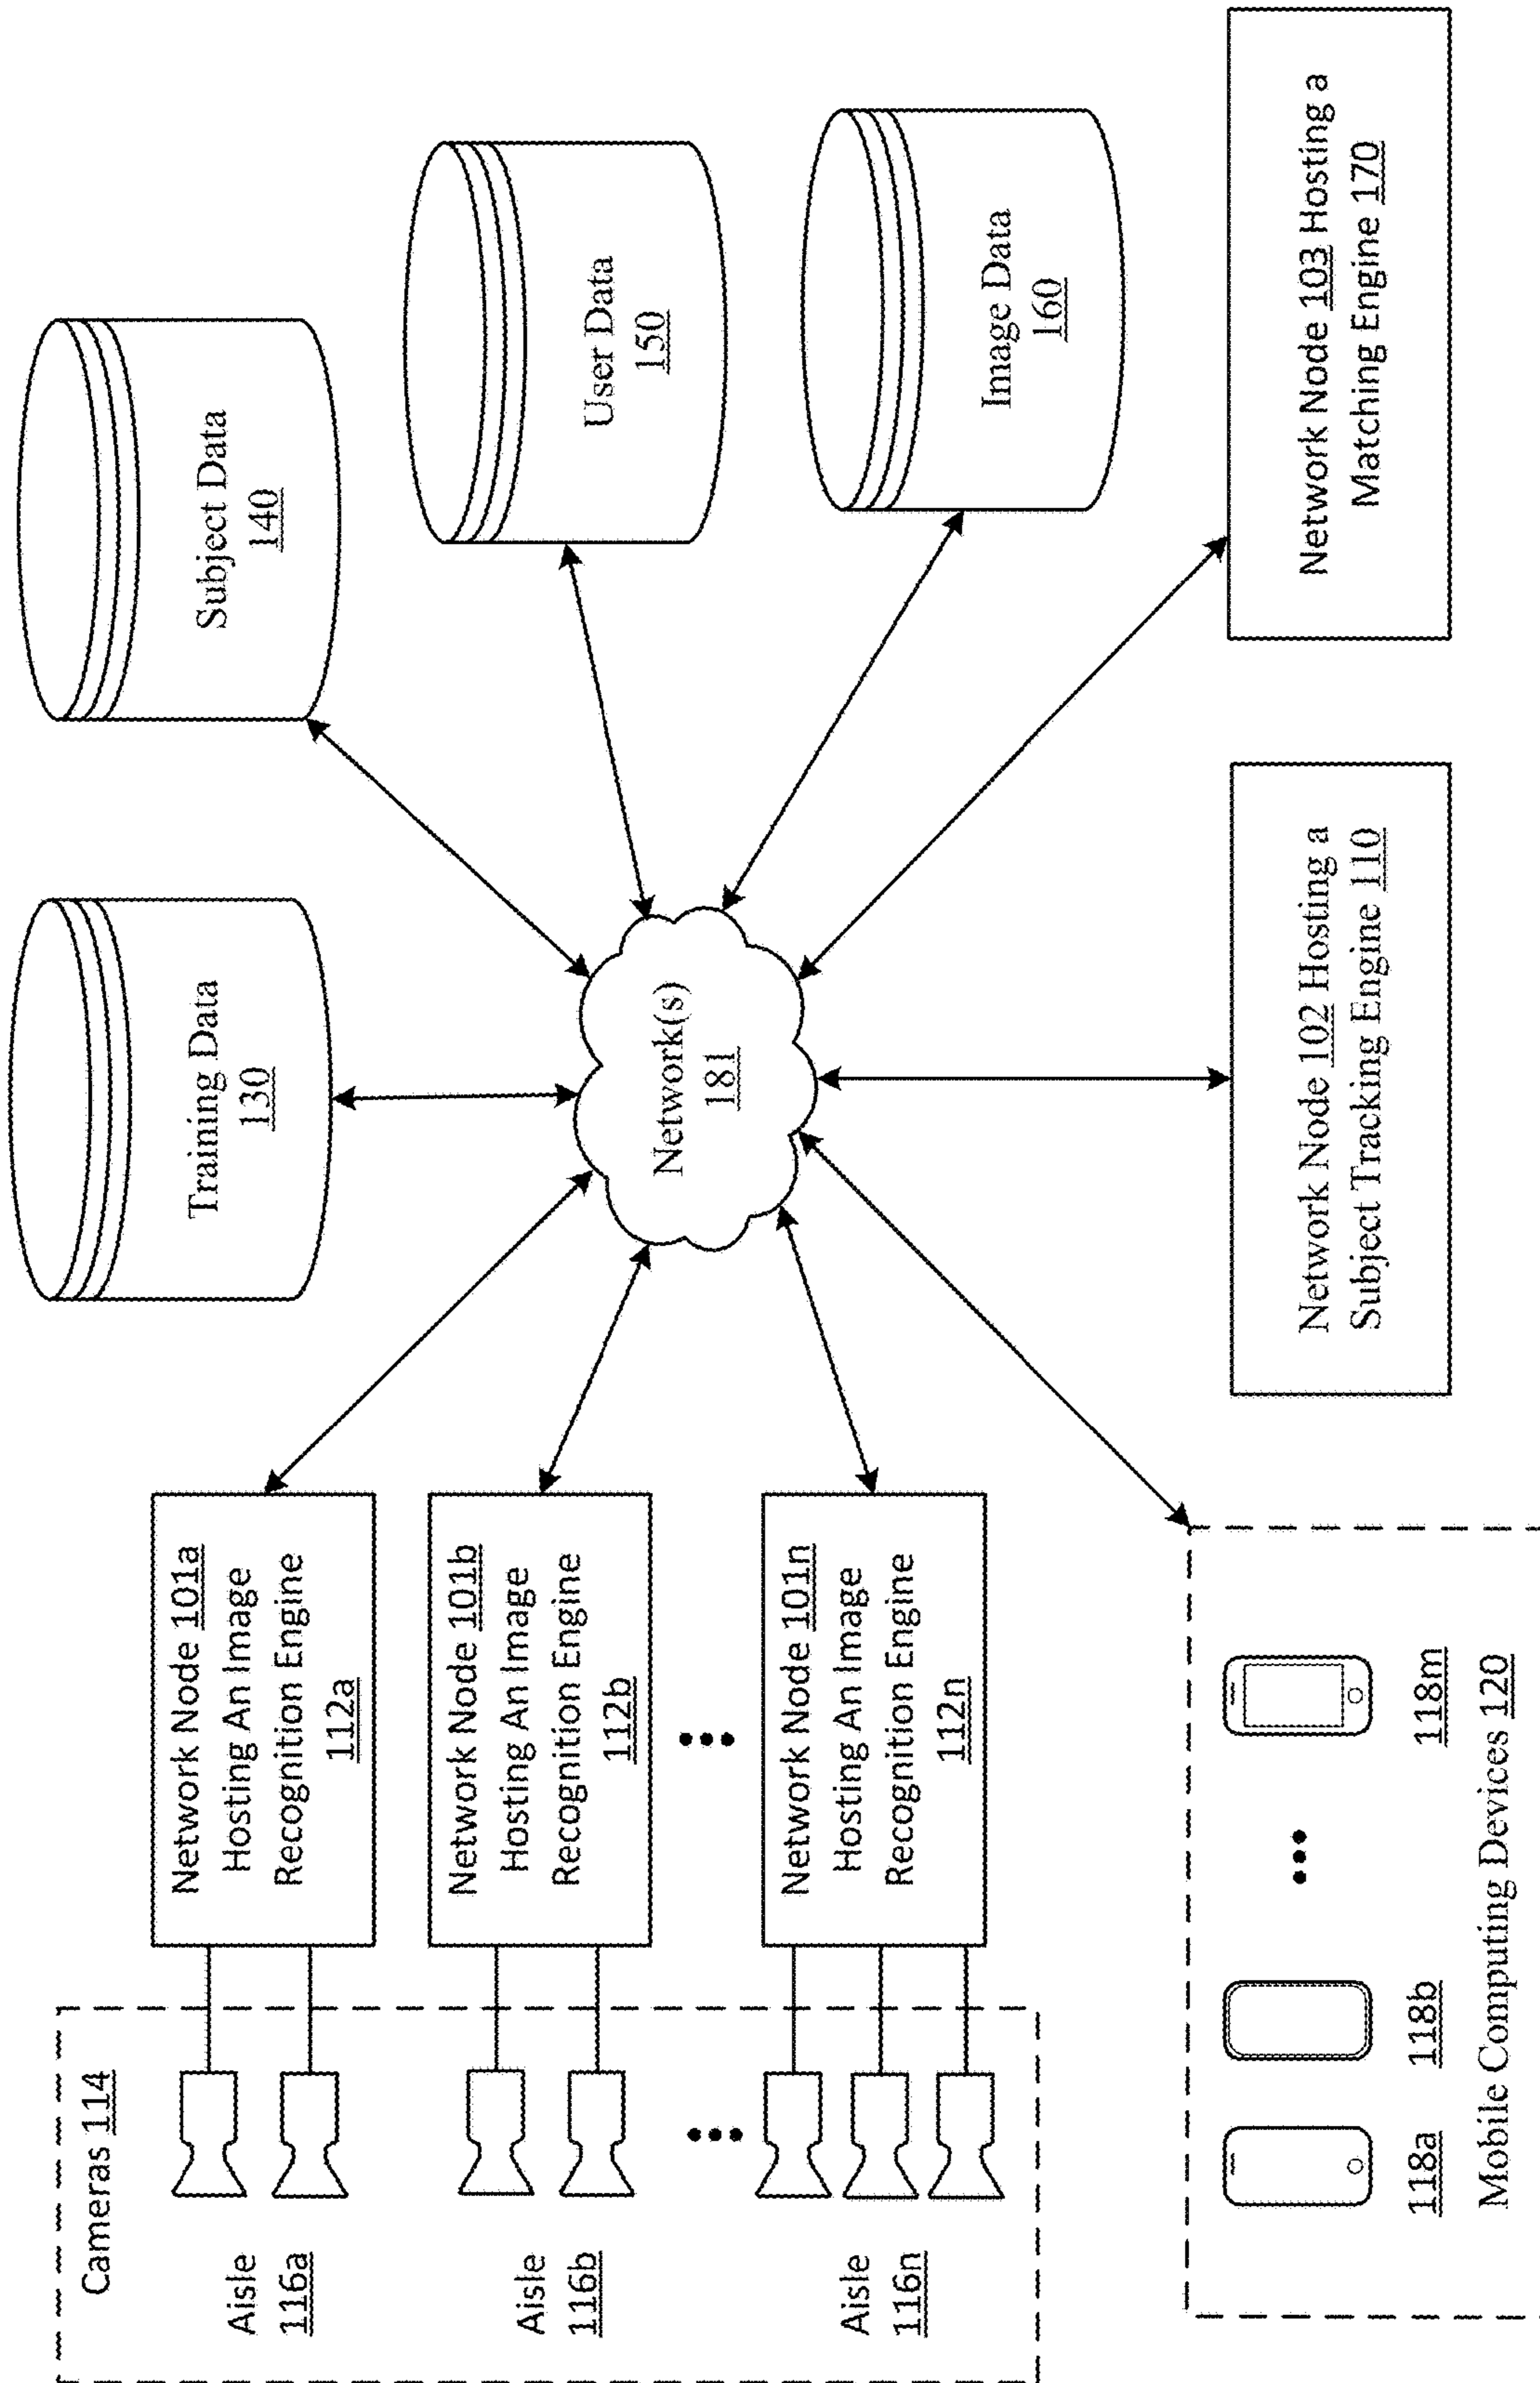 Cameras 114
Aisle
116a
Aisle
116b
Aisle
116n
Network Node 101a
Hosting An Image
Recognition Engine
112a
Network Node 101b
Hosting An Image
Recognition Engine
112b
Network Node 101n
Hosting An Image
Recognition Engine
112n
Training Data
130
Subject Data
140
User Data
150
Image Data
160
Network(s)
181
118a
118b
118m
Mobile Computing Devices 120
Network Node 102 Hosting a
Subject Tracking Engine 110
Network Node 103 Hosting a
Matching Engine 170